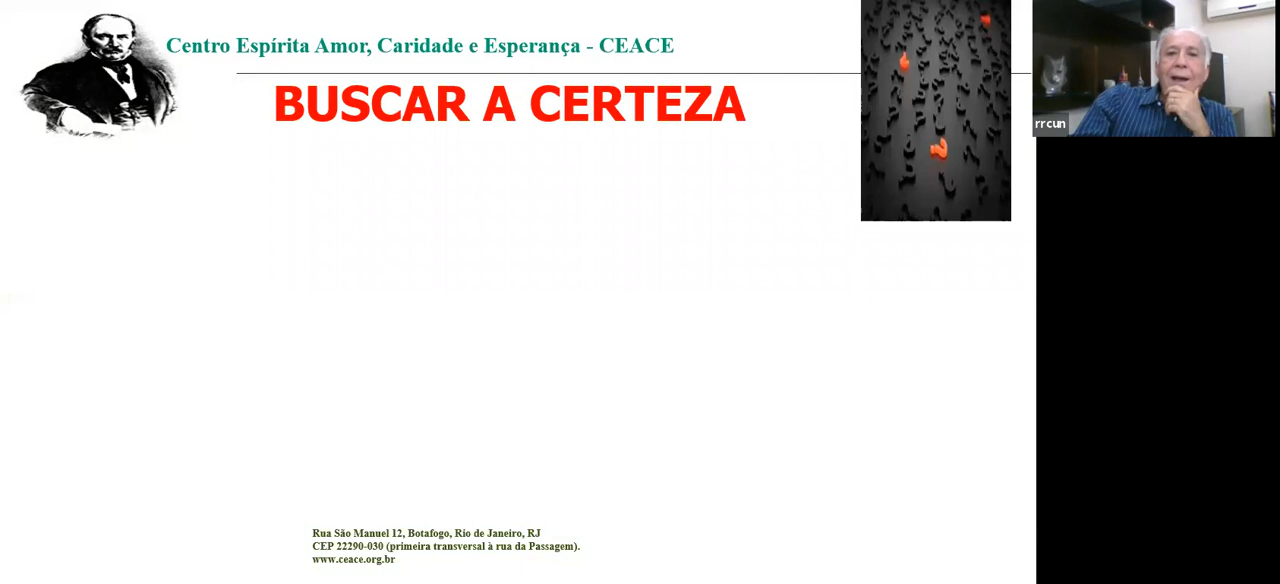 Centro Espírita Amor, Caridade e Esperança - CEACE
BUSCAR A CERTEZA
rrcun
Rua São Manuel 12, Botafogo, Rio de Janeiro, RJ
CEP 22290-030 (primeira transversal à rua da Passagem).
www.ceace.org.br